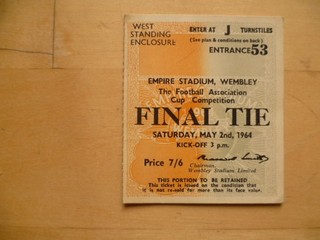 WEST
STANDING
ENCLOSURE
ENTER AT J TURNSTILES
(See plan & conditions on back)
ENTRANCE 53
EMPIRE STADIUM, WEMBLEY
The Football Association
Cup Competition
FINAL TIE
SATURDAY, MAY 2nd, 1964
KICK-OFF 3 p.m.
Price 7/6
Chairman,
Wembley Stadium Limited
THIS PORTION TO BE RETAINED
This ticket is issued on the condition that
it is not re-sold for more than its face value.